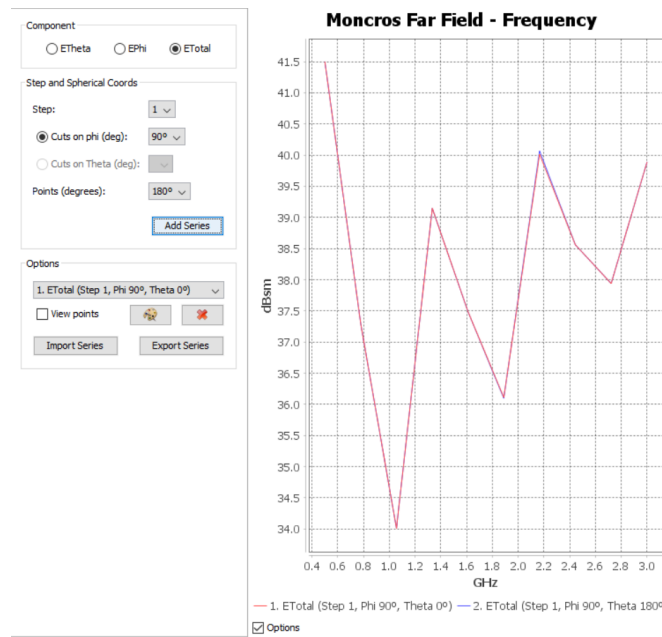 Component
ETheta EPhi ETotal
Step and Spherical Coords
Step: 1
Cuts on phi (deg): 90º
Cuts on Theta (deg):
Points (degrees): 180º
Add Series
Options
1. ETotal (Step 1, Phi 90º, Theta 0º)
View points
Import Series Export Series
Moncros Far Field - Frequency
41.5
41.0
40.5
40.0
39.5
39.0
38.5
38.0
37.5
37.0
36.5
36.0
35.5
35.0
34.5
34.0
dBsm
0.4 0.6 0.8 1.0 1.2 1.4 1.6 1.8 2.0 2.2 2.4 2.6 2.8 3.0
GHz
1. ETotal (Step 1, Phi 90º, Theta 0º) 2. ETotal (Step 1, Phi 90º, Theta 180º
Options